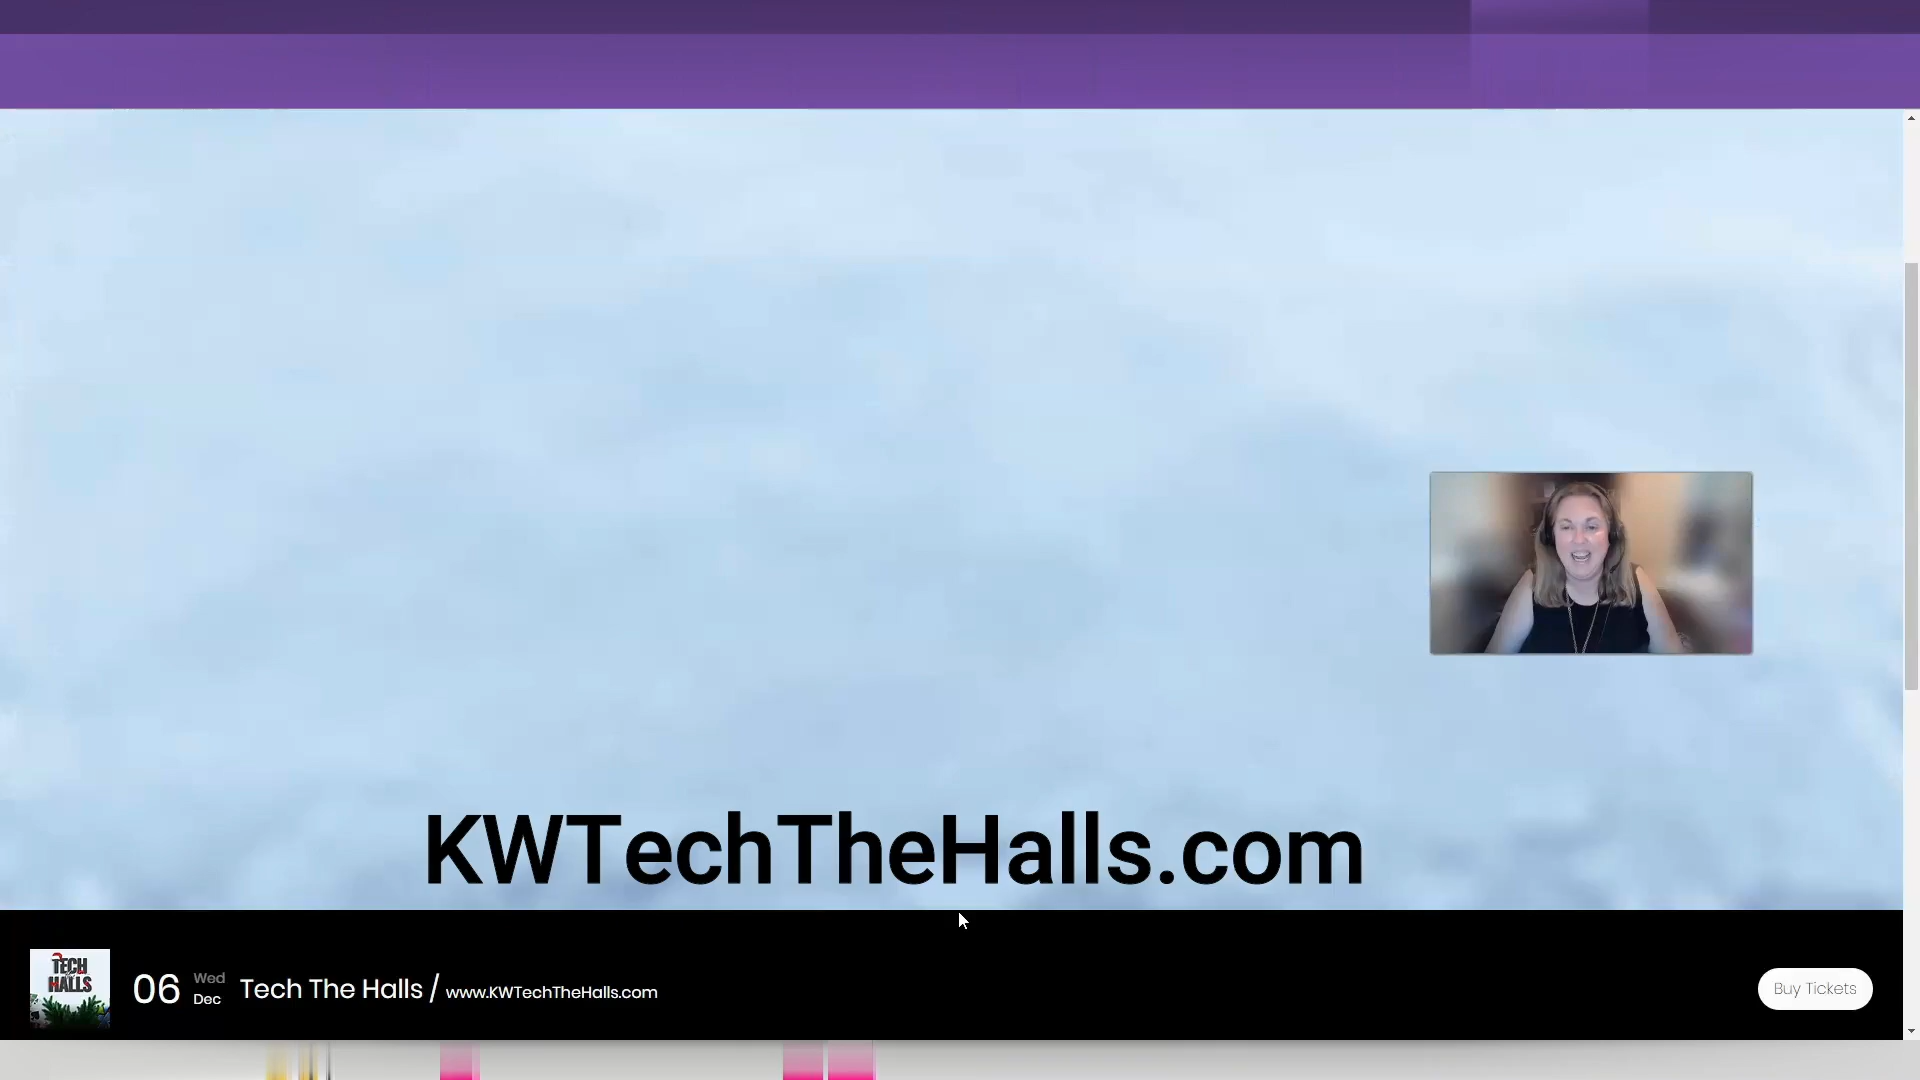 KWTechTheHalls.com
TECH
HALLS
06
Wed
Dec
Tech The Halls / www.KWTechTheHalls.com
Buy Tickets